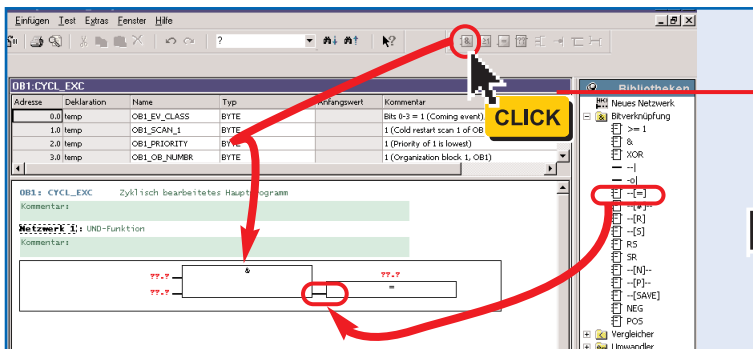 Einfügen Test Extras Fenster Hilfe
?
&
OB1:CYCL_EXC
Adresse Deklaration Name Typ Anfangswert Kommentar
0.0 temp OB1_EV_CLASS BYTE Bits 0-3 = 1 (Coming event),
1.0 temp OB1_SCAN_1 BYTE 1 (Cold restart scan 1 of OB
2.0 temp OB1_PRIORITY BYTE 1 (Priority of 1 is lowest)
3.0 temp OB1_OB_NUMBR BYTE 1 (Organization block 1, OB1)
CLICK
OB1: CYCL_EXC Zyklisch bearbeitetes Hauptprogramm
Kommentar:
Netzwerk 1: UND-Funktion
Kommentar:
&
??.?
??.?
??.?
=
Bibliotheken
Neues Netzwerk
Bitverknüpfung
>= 1
&
XOR
--|
-o|
--[=]
--[#]--
--[R]
--[S]
RS
SR
--[N]--
--[P]--
--[SAVE]
NEG
POS
Vergleicher
Umwandler